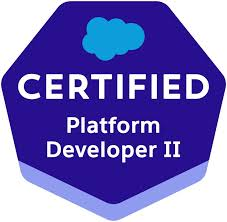 CERTIFIED
Platform
Developer II